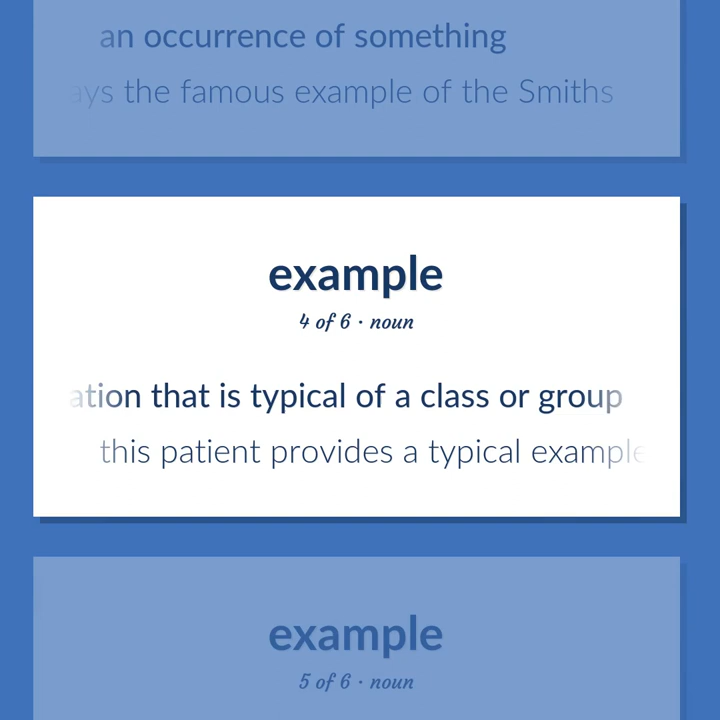 an occurrence of something
ays the famous example of the Smiths
example
4 of 6 · noun
ation that is typical of a class or group
this patient provides a typical example
example
5 of 6 · noun